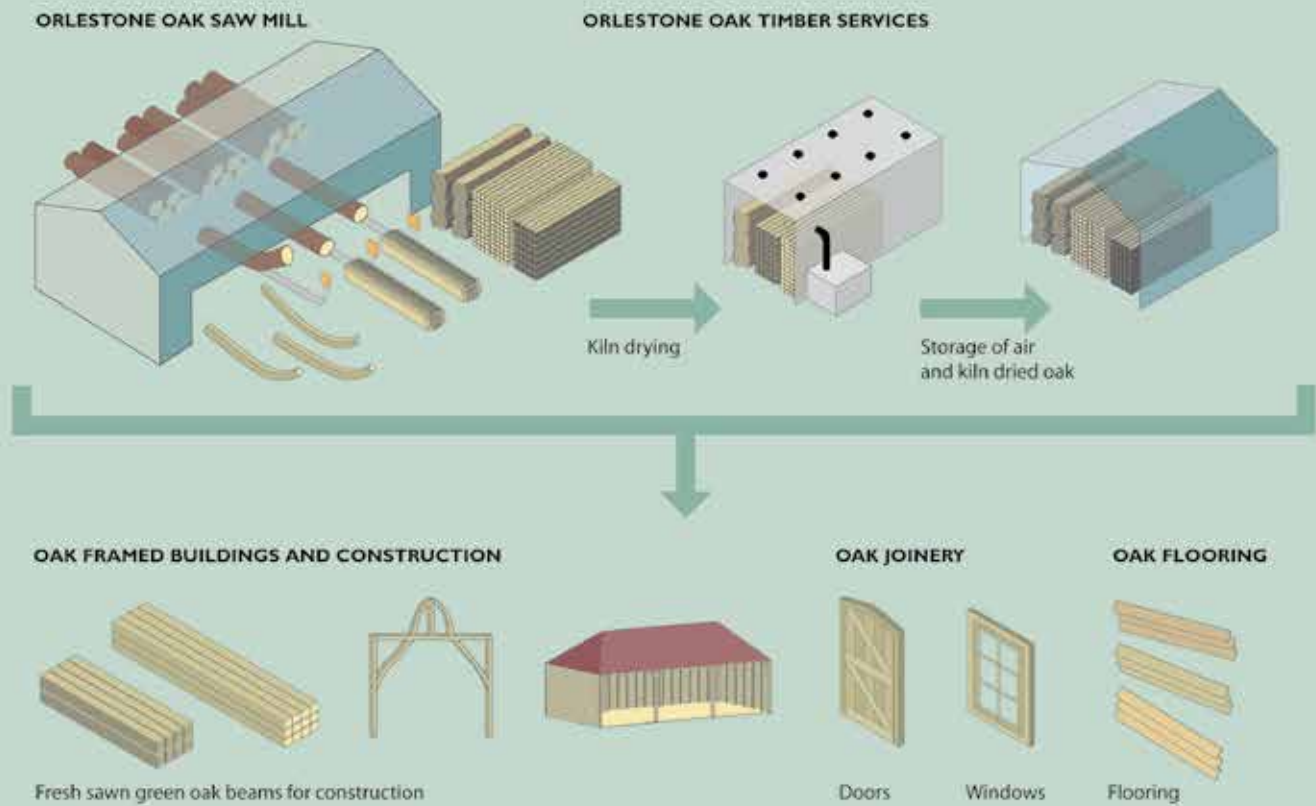 ORLESTONE OAK SAW MILL
ORLESTONE OAK TIMBER SERVICES
Kiln drying
Storage of air
and kiln dried oak
OAK FRAMED BUILDINGS AND CONSTRUCTION
OAK JOINERY
OAK FLOORING
Fresh sawn green oak beams for construction
Doors
Windows
Flooring